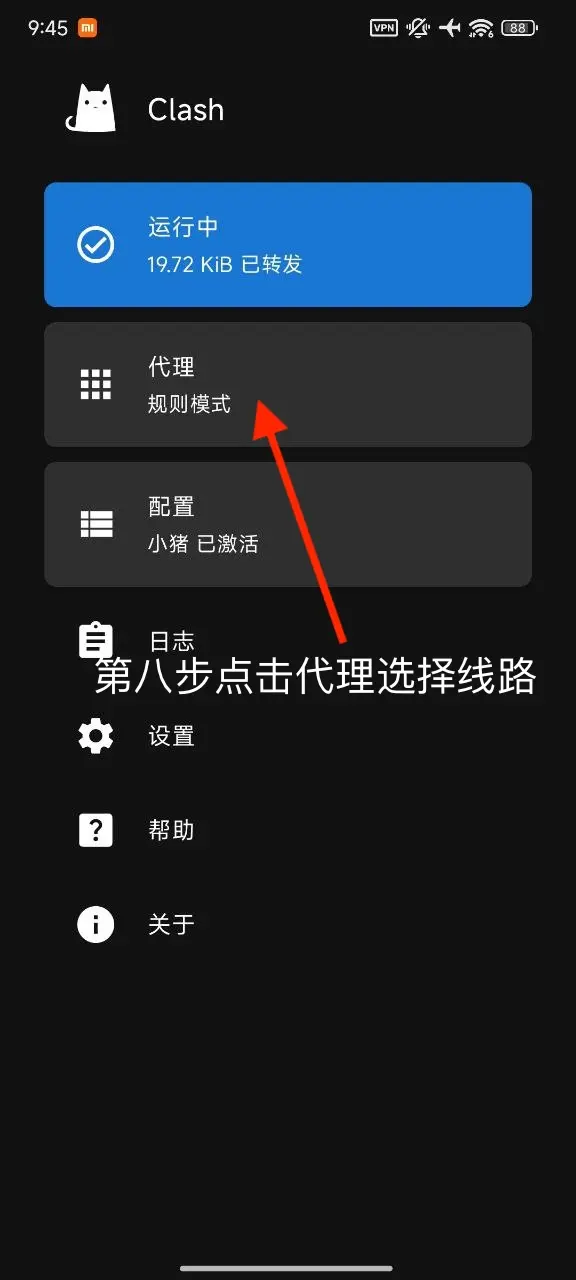 9:45
VPN
6
88
Clash
运行中
19.72 KiB 已转发
代理
规则模式
配置
小猪 已激活
日志
第八步点击代理选择线路
设置
帮助
关于